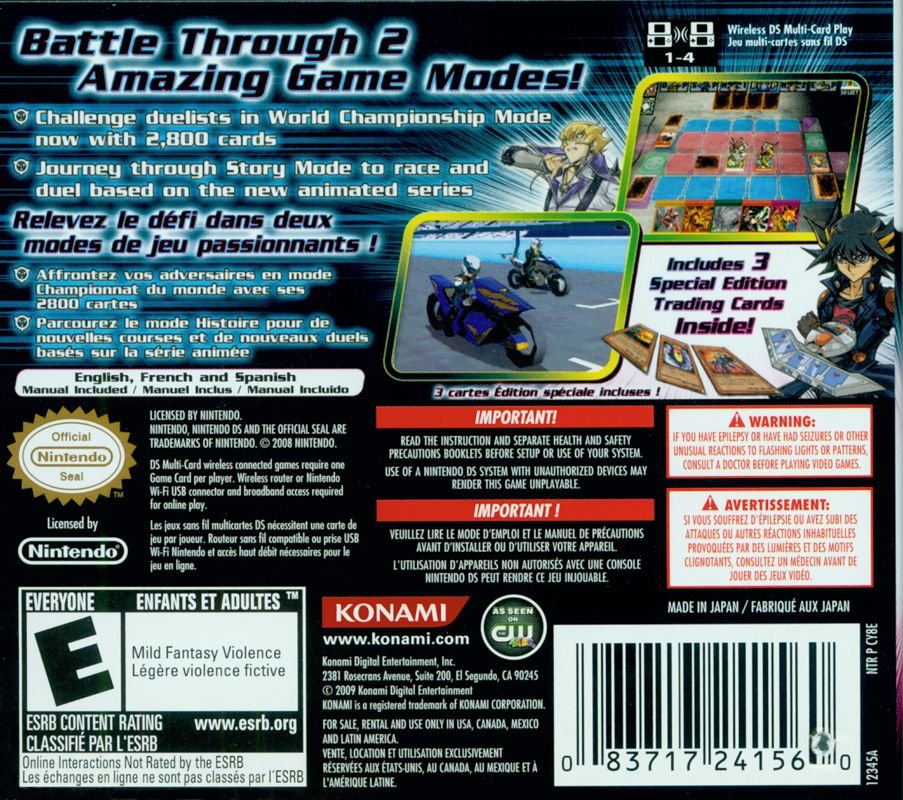 Battle Through 2
Amazing Game Modes!
Challenge duelists in World Championship Mode
now with 2,800 cards
Journey through Story Mode to race and
duel based on the new animated series
Relevez le défi dans deux
modes de jeu passionnants !
Affrontez vos adversaires en mode
Championnat du monde avec ses
2800 cartes
Parcourez le mode Histoire pour de
nouvelles courses et de nouveaux duels
basés sur la série animée
English, French and Spanish
Manual Included / Manuel Inclus / Manual Incluido
1-4
Wireless DS Multi-Card Play
Jeu multi-cartes sans fil DS
SELECT
Includes 3
Special Edition
Trading Cards
Inside!
3 cartes Édition spéciale incluses !
Official
Nintendo
Seal
TM
Licensed by
Nintendo®
LICENSED BY NINTENDO.
NINTENDO, NINTENDO DS AND THE OFFICIAL SEAL ARE
TRADEMARKS OF NINTENDO. © 2008 NINTENDO.
DS Multi-Card wireless connected games require one
Game Card per player. Wireless router or Nintendo
Wi-Fi USB connector and broadband access required
for online play.
Les jeux sans fil multicartes DS nécessitent une carte de
jeu par joueur. Routeur sans fil compatible ou prise USB
Wi-Fi Nintendo et accès haut débit nécessaires pour le
jeu en ligne.
IMPORTANT!
READ THE INSTRUCTION AND SEPARATE HEALTH AND SAFETY
PRECAUTIONS BOOKLETS BEFORE SETUP OR USE OF YOUR SYSTEM.
USE OF A NINTENDO DS SYSTEM WITH UNAUTHORIZED DEVICES MAY
RENDER THIS GAME UNPLAYABLE.
IMPORTANT !
VEUILLEZ LIRE LE MODE D'EMPLOI ET LE MANUEL DE PRÉCAUTIONS
AVANT D'INSTALLER OU D'UTILISER VOTRE APPAREIL.
L'UTILISATION D'APPAREILS NON AUTORISÉS AVEC UNE CONSOLE
NINTENDO DS PEUT RENDRE CE JEU INJOUABLE.
WARNING:
IF YOU HAVE EPILEPSY OR HAVE HAD SEIZURES OR OTHER
UNUSUAL REACTIONS TO FLASHING LIGHTS OR PATTERNS,
CONSULT A DOCTOR BEFORE PLAYING VIDEO GAMES.
AVERTISSEMENT:
SI VOUS SOUFFREZ D'ÉPILEPSIE OU AVEZ SUBI DES
ATTAQUES OU AUTRES RÉACTIONS INHABITUELLES
PROVOQUÉES PAR DES LUMIÈRES ET DES MOTIFS
CLIGNOTANTS, CONSULTEZ UN MÉDECIN AVANT DE
JOUER DES JEUX VIDÉO.
EVERYONE
ENFANTS ET ADULTES ™
E
Mild Fantasy Violence
Légère violence fictive
ESRB CONTENT RATING
www.esrb.org
CLASSIFIÉ PAR L'ESRB
Online Interactions Not Rated by the ESRB
Les échanges en ligne ne sont pas classés par l'ESRB
KONAMI
www.konami.com
AS SEEN
ON
THE
CW
Konami Digital Entertainment, Inc.
2381 Rosecrans Avenue, Suite 200, El Segundo, CA 90245
© 2009 Konami Digital Entertainment
KONAMI is a registered trademark of KONAMI CORPORATION.
FOR SALE, RENTAL AND USE ONLY IN USA, CANADA, MEXICO
AND LATIN AMERICA.
VENTE, LOCATION ET UTILISATION EXCLUSIVEMENT
RÉSERVÉES AUX ÉTATS-UNIS, AU CANADA, AU MEXIQUE ET À
L'AMÉRIQUE LATINE.
MADE IN JAPAN / FABRIQUÉ AUX JAPAN
0 83717 24156 0
NTR P CY8E
12345A